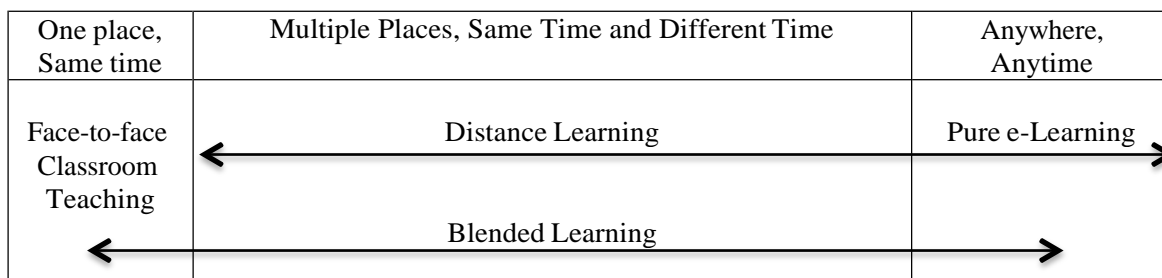 One place,
Same time
Multiple Places, Same Time and Different Time
Anywhere,
Anytime
Face-to-face
Classroom
Teaching
Distance Learning
Pure e-Learning
Blended Learning